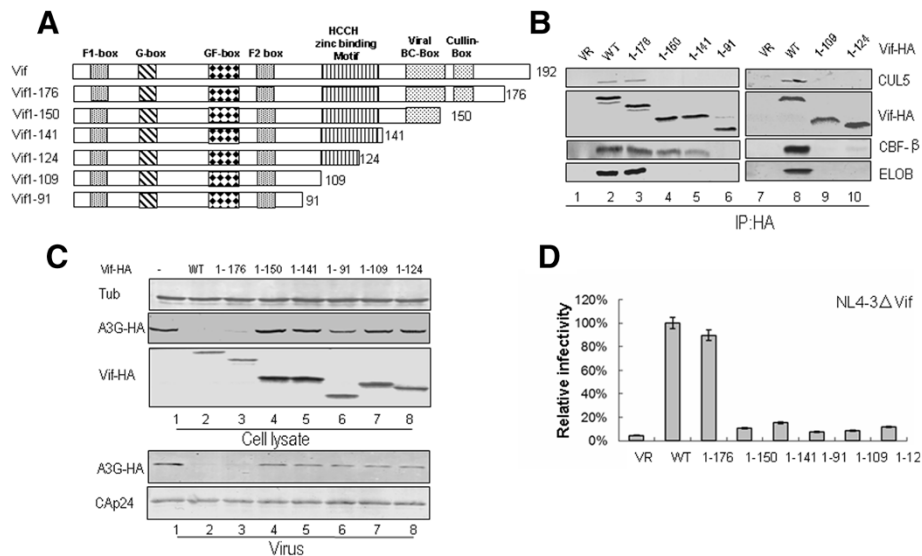 A
HCCH
zinc binding
Motif
Viral
BC-Box
Cullin-
Box
F1-box G-box GF-box F2 box
Vif 192
Vif1-176 176
Vif1-150 150
Vif1-141 141
Vif1-124 124
Vif1-109 109
Vif1-91 91
B
VR WT 1-176 1-150 1-141 1-91 VR WT 1-109 1-124 Vif-HA
CUL5
Vif-HA
CBF-β
ELOB
1 2 3 4 5 6 7 8 9 10
IP:HA
C
Vif-HA - WT 1- 176 1-150 1-141 1- 91 1-109 1-124
Tub
A3G-HA
Vif-HA
1 2 3 4 5 6 7 8
Cell lysate
A3G-HA
CAp24
1 2 3 4 5 6 7 8
Virus
D
NL4-3△Vif
Relative infectivity
120%
100%
80%
60%
40%
20%
0%
VR WT 1-176 1-150 1-141 1-91 1-109 1-12